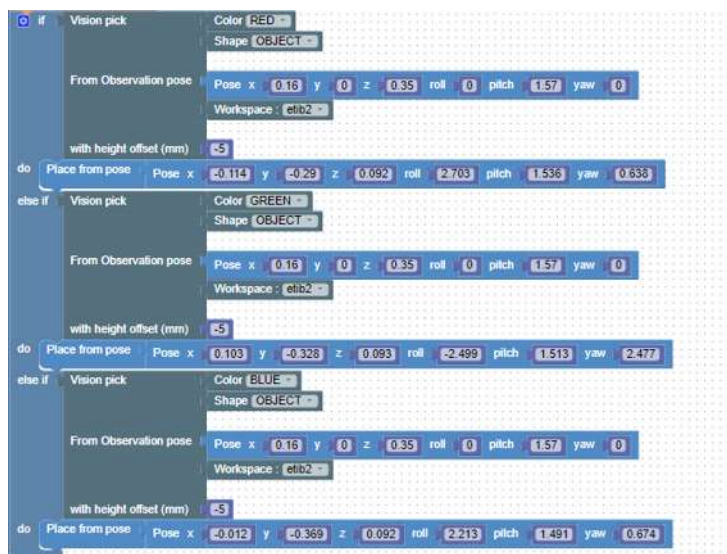 if Vision pick Color RED
Shape OBJECT
From Observation pose Pose x 0.16 y 0 z 0.35 roll 0 pitch 1.57 yaw 0
Workspace : etib2
with height offset (mm) -5
do Place from pose Pose x -0.114 y -0.29 z 0.092 roll 2.703 pitch 1.536 yaw 0.638
else if Vision pick Color GREEN
Shape OBJECT
From Observation pose Pose x 0.16 y 0 z 0.35 roll 0 pitch 1.57 yaw 0
Workspace : etib2
with height offset (mm) -5
do Place from pose Pose x 0.103 y -0.328 z 0.093 roll -2.499 pitch 1.513 yaw 2.477
else if Vision pick Color BLUE
Shape OBJECT
From Observation pose Pose x 0.16 y 0 z 0.35 roll 0 pitch 1.57 yaw 0
Workspace : etib2
with height offset (mm) -5
do Place from pose Pose x -0.012 y -0.369 z 0.092 roll 2.213 pitch 1.491 yaw 0.674